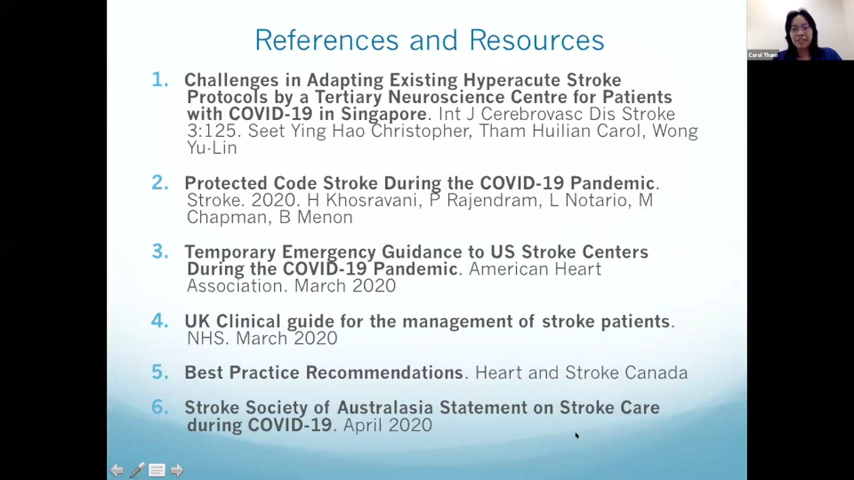 References and Resources
1. Challenges in Adapting Existing Hyperacute Stroke
Protocols by a Tertiary Neuroscience Centre for Patients
with COVID-19 in Singapore. Int J Cerebrovasc Dis Stroke
3:125. Seet Ying Hao Christopher, Tham Huilian Carol, Wong
Yu-Lin
2. Protected Code Stroke During the COVID-19 Pandemic.
Stroke. 2020. H Khosravani, P Rajendram, L Notario, M
Chapman, B Menon
3. Temporary Emergency Guidance to US Stroke Centers
During the COVID-19 Pandemic. American Heart
Association. March 2020
4. UK Clinical guide for the management of stroke patients.
NHS. March 2020
5. Best Practice Recommendations. Heart and Stroke Canada
6. Stroke Society of Australasia Statement on Stroke Care
during COVID-19. April 2020
Carol Tham